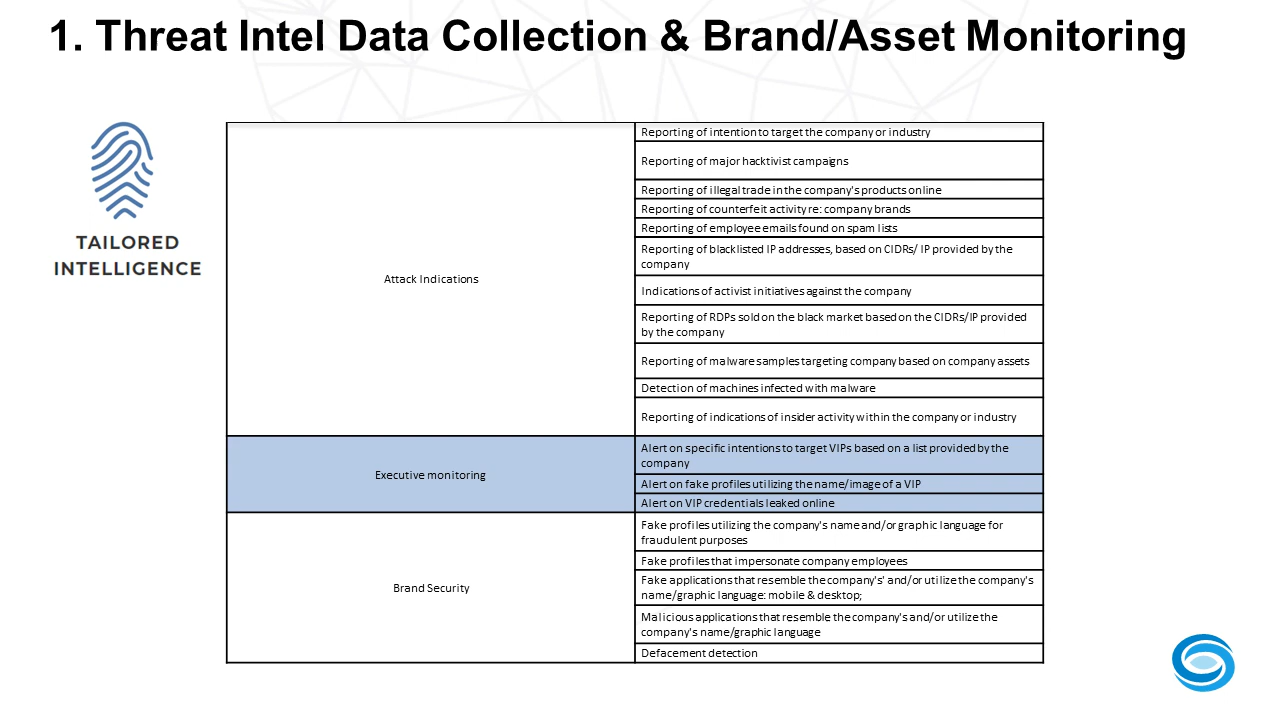 1. Threat Intel Data Collection & Brand/Asset Monitoring
TAILORED
INTELLIGENCE
Attack Indications
Reporting of intention to target the company or industry
Reporting of major hacktivist campaigns
Reporting of illegal trade in the company's products online
Reporting of counterfeit activity re: company brands
Reporting of employee emails found on spam lists
Reporting of blacklisted IP addresses, based on CIDRs/ IP provided by the
company
Indications of activist initiatives against the company
Reporting of RDPs sold on the black market based on the CIDRs/IP provided
by the company
Reporting of malware samples targeting company based on company assets
Detection of machines infected with malware
Reporting of indications of insider activity within the company or industry
Executive monitoring
Alert on specific intentions to target VIPs based on a list provided by the
company
Alert on fake profiles utilizing the name/image of a VIP
Alert on VIP credentials leaked online
Brand Security
Fake profiles utilizing the company's name and/or graphic language for
fraudulent purposes
Fake profiles that impersonate company employees
Fake applications that resemble the company's' and/or utilize the company's
name/graphic language: mobile & desktop;
Malicious applications that resemble the company's and/or utilize the
company's name/graphic language
Defacement detection